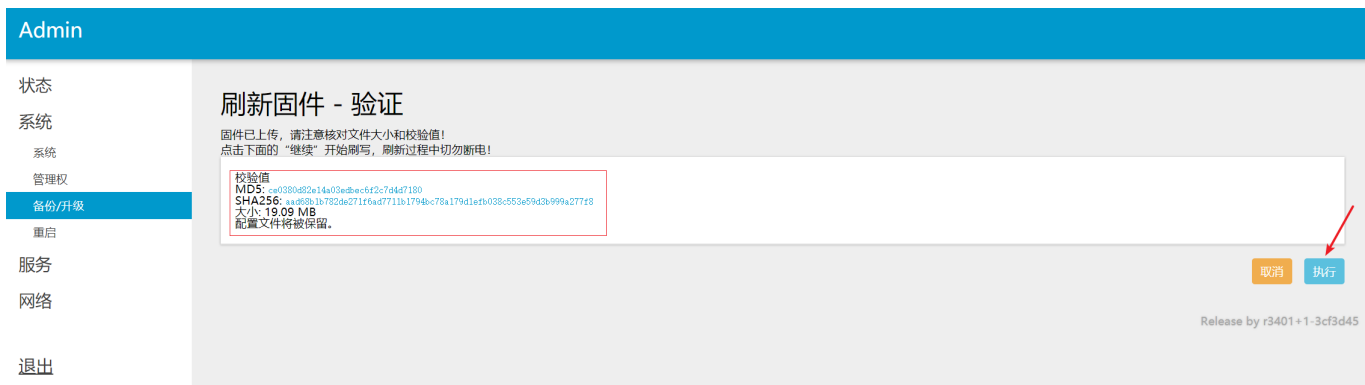 Admin
状态
系统
系统
管理权
备份/升级
重启
服务
网络
退出
刷新固件 - 验证
固件已上传，请注意核对文件大小和校验值！
点击下面的“继续”开始刷写，刷新过程中切勿断电！
校验值
MD5: ce0380d82e14a03edbec6f2c7d4d7180
SHA256: aad68b1b782de271f6ad7711b1794bc78a179d1efb038c553e59d3b999a277f8
大小: 19.09 MB
配置文件将被保留。
取消
执行
Release by r3401+1-3cf3d45